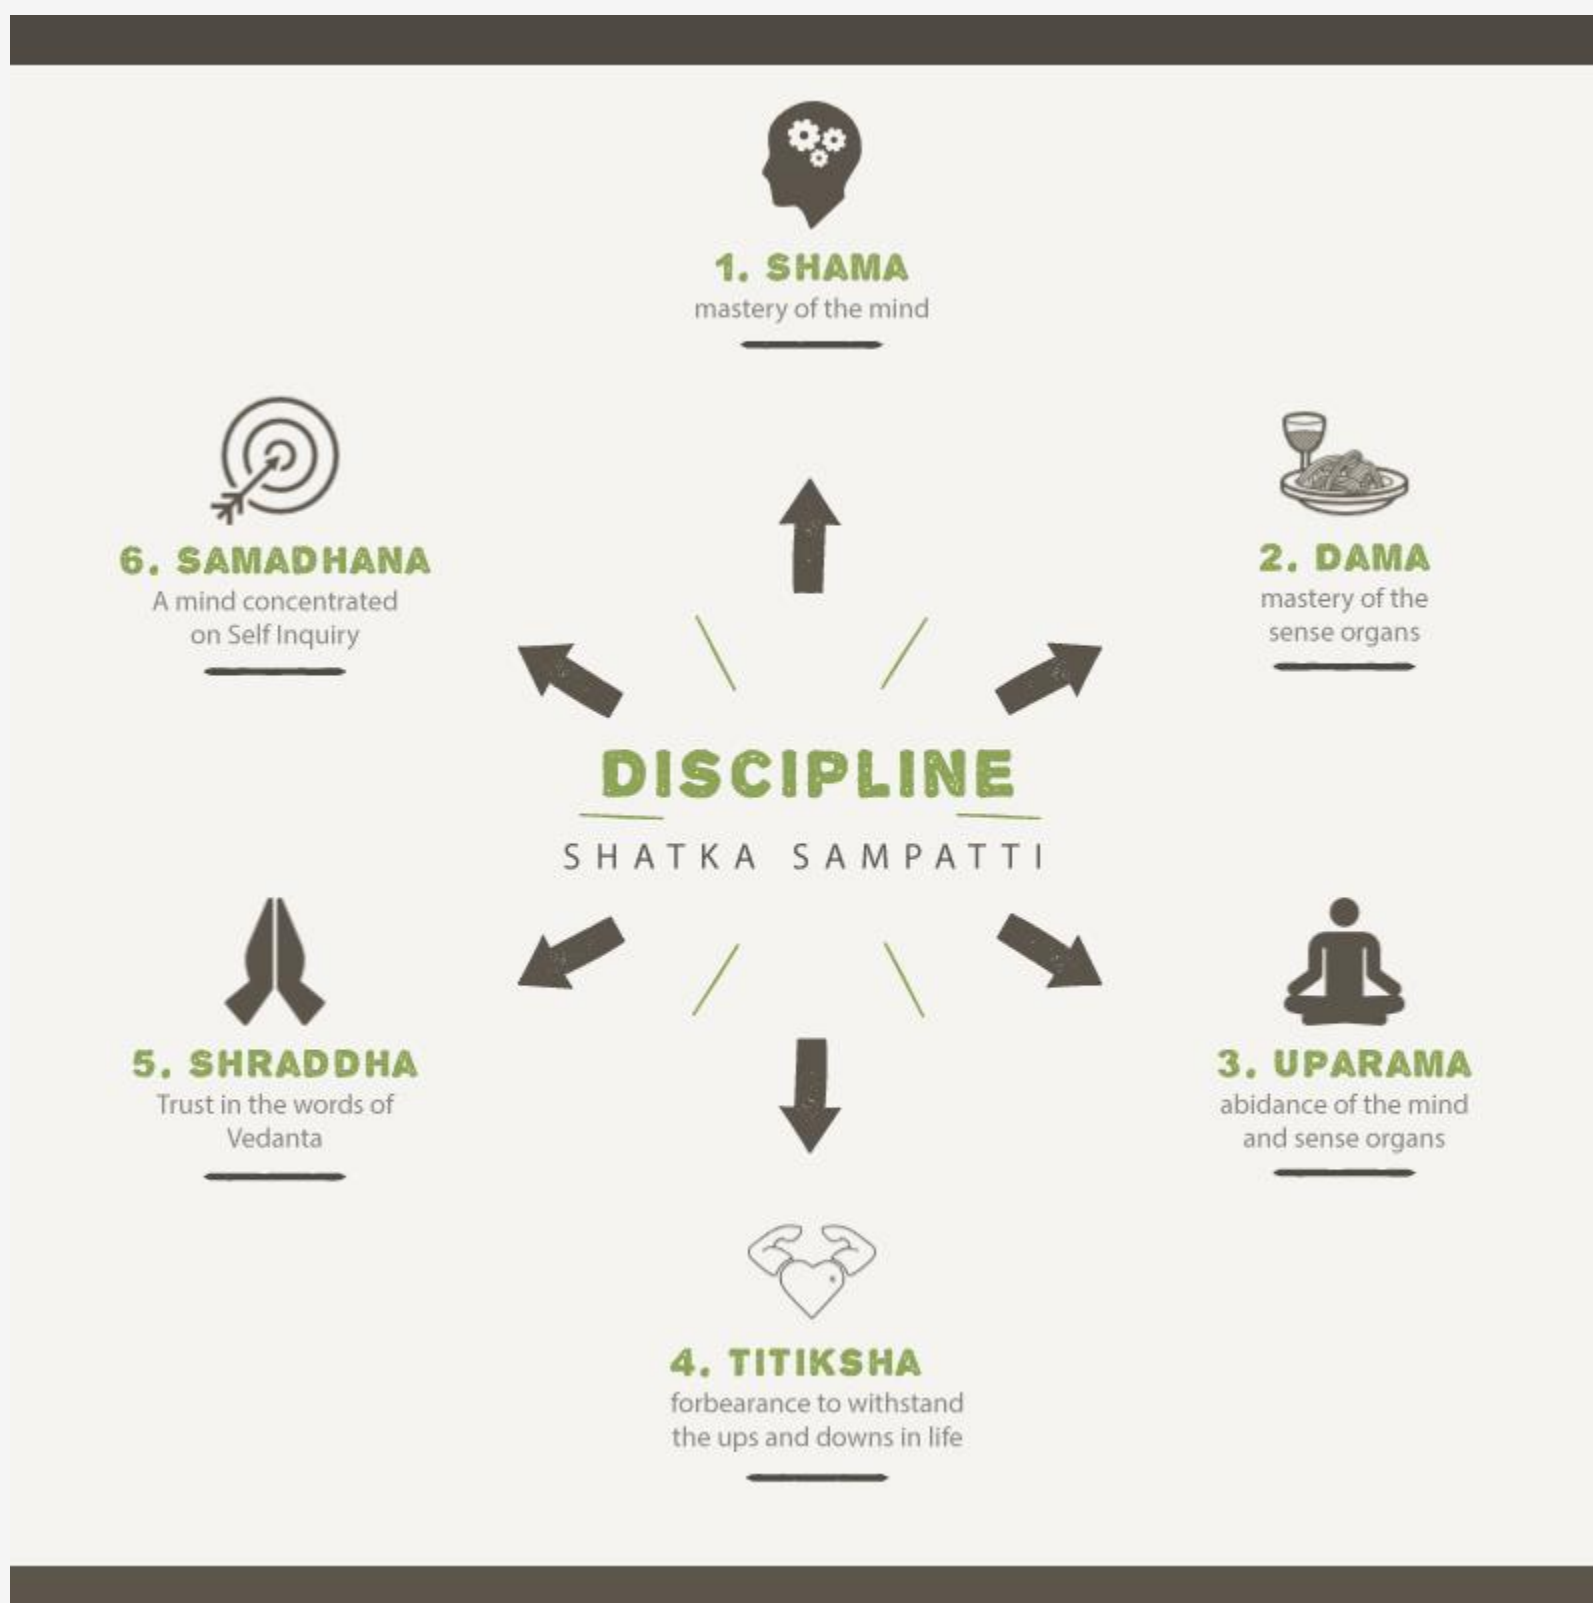 1. SHAMA
mastery of the mind
2. DAMA
mastery of the
sense organs
3. UPARAMA
abidance of the mind
and sense organs
4. TITIKSHA
forbearance to withstand
the ups and downs in life
5. SHRADDHA
Trust in the words of
Vedanta
6. SAMADHANA
A mind concentrated
on Self Inquiry
DISCIPLINE
SHATKA SAMPATTI